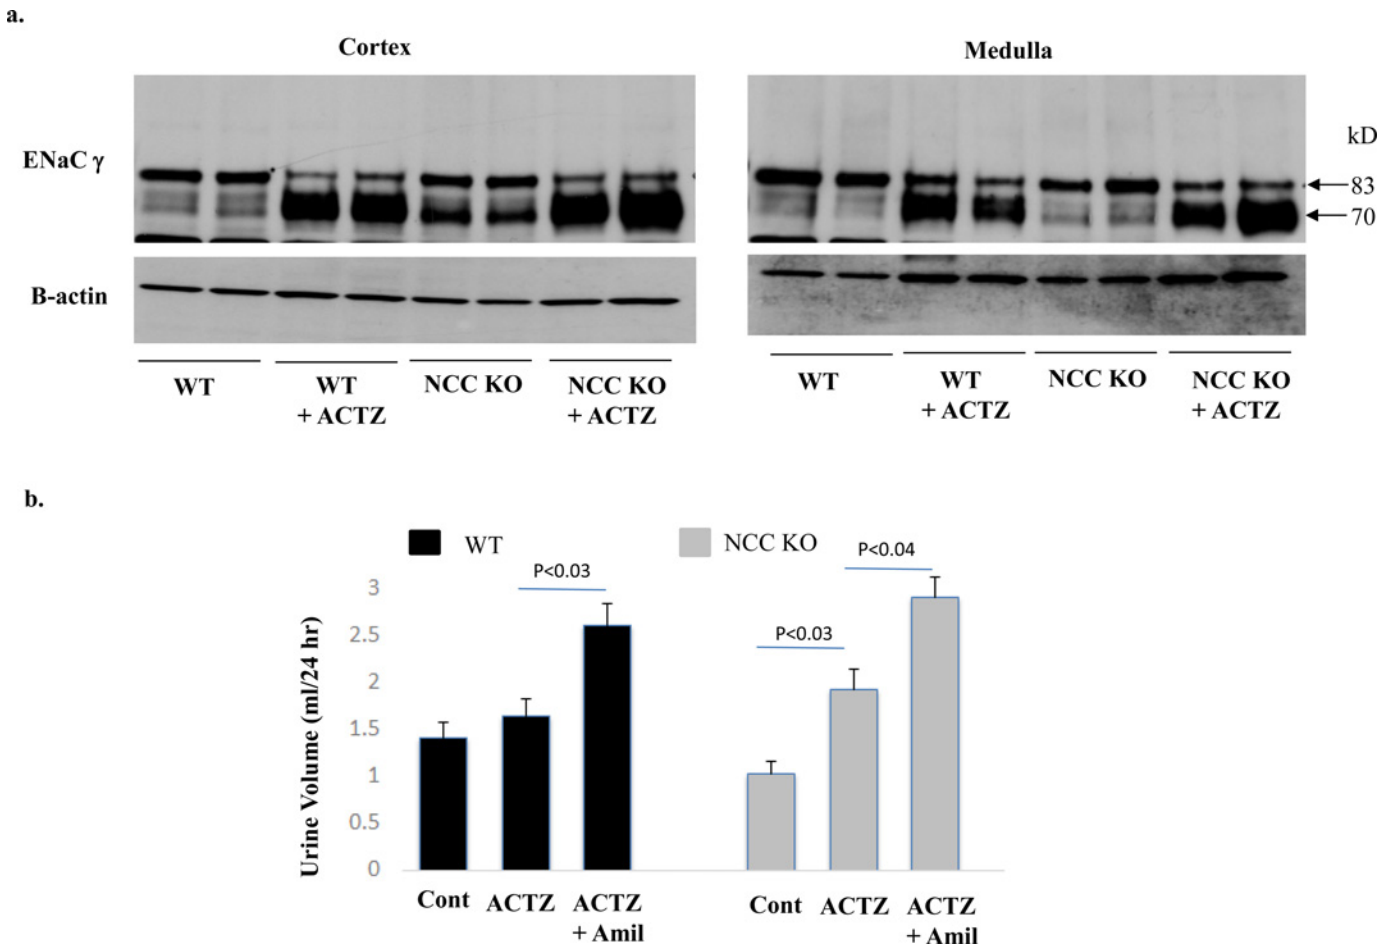 a.
Cortex
Medulla
kD
ENaC γ
83
70
B-actin
WT
WT
+ ACTZ
NCC KO
NCC KO
+ ACTZ
WT
WT
+ ACTZ
NCC KO
NCC KO
+ ACTZ
b.
WT
NCC KO
P<0.03
P<0.04
P<0.03
Urine Volume (ml/24 hr)
3
2.5
2
1.5
1
0.5
0
Cont
ACTZ
ACTZ
+ Amil
Cont
ACTZ
ACTZ
+ Amil